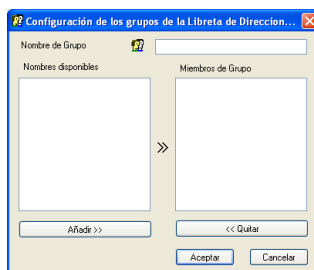 Configuración de los grupos de la Libreta de Direccion...
Nombre de Grupo
Nombres disponibles
Miembros de Grupo
>>
Añadir >>
<< Quitar
Aceptar
Cancelar